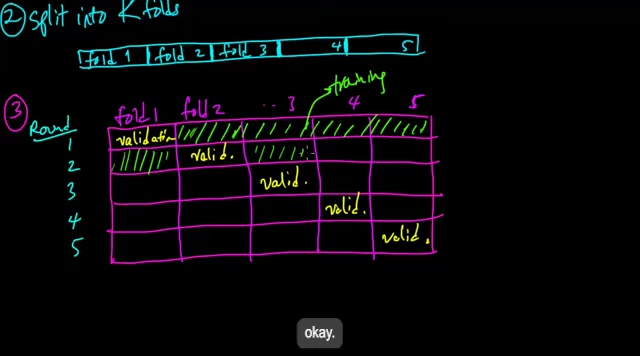 ② Split into K folds
fold 1 fold 2 fold 3 4 5
③ fold 1 fold 2 ·· 3 training 4 5
Round
1 validation
2 valid.
3 valid.
4 valid.
5 valid.
okay.